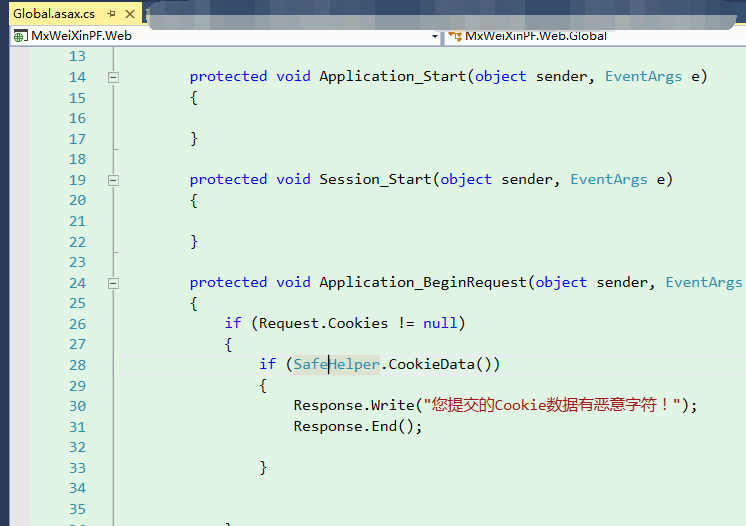 Global.asax.cs
MxWeiXinPF.Web
MxWeiXinPF.Web.Global
13
14 protected void Application_Start(object sender, EventArgs e)
15 {
16
17 }
18
19 protected void Session_Start(object sender, EventArgs e)
20 {
21
22 }
23
24 protected void Application_BeginRequest(object sender, EventArgs
25 {
26 if (Request.Cookies != null)
27 {
28 if (SafeHelper.CookieData())
29 {
30 Response.Write("您提交的Cookie数据有恶意字符！");
31 Response.End();
32
33 }
34
35